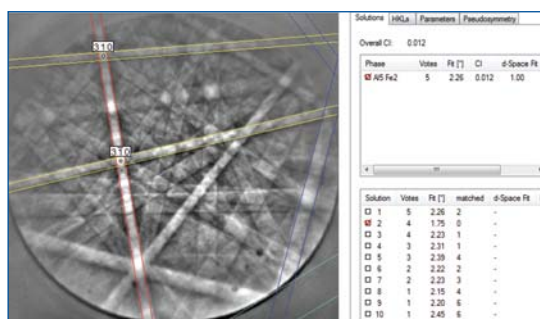 Solutions HKLs Parameters Pseudosymmetry
Overall CI: 0.012
Phase Votes Fit [°] CI d-Space Fit
Al5 Fe2 5 2.26 0.012 1.00
310
310
Solution Votes Fit [°] matched d-Space Fit
1 5 2.26 2 -
2 4 1.75 0 -
3 4 2.23 1 -
4 3 2.31 1 -
5 3 2.39 4 -
6 2 2.22 2 -
7 2 2.23 3 -
8 1 2.15 4 -
9 1 2.20 6 -
10 1 2.45 6 -